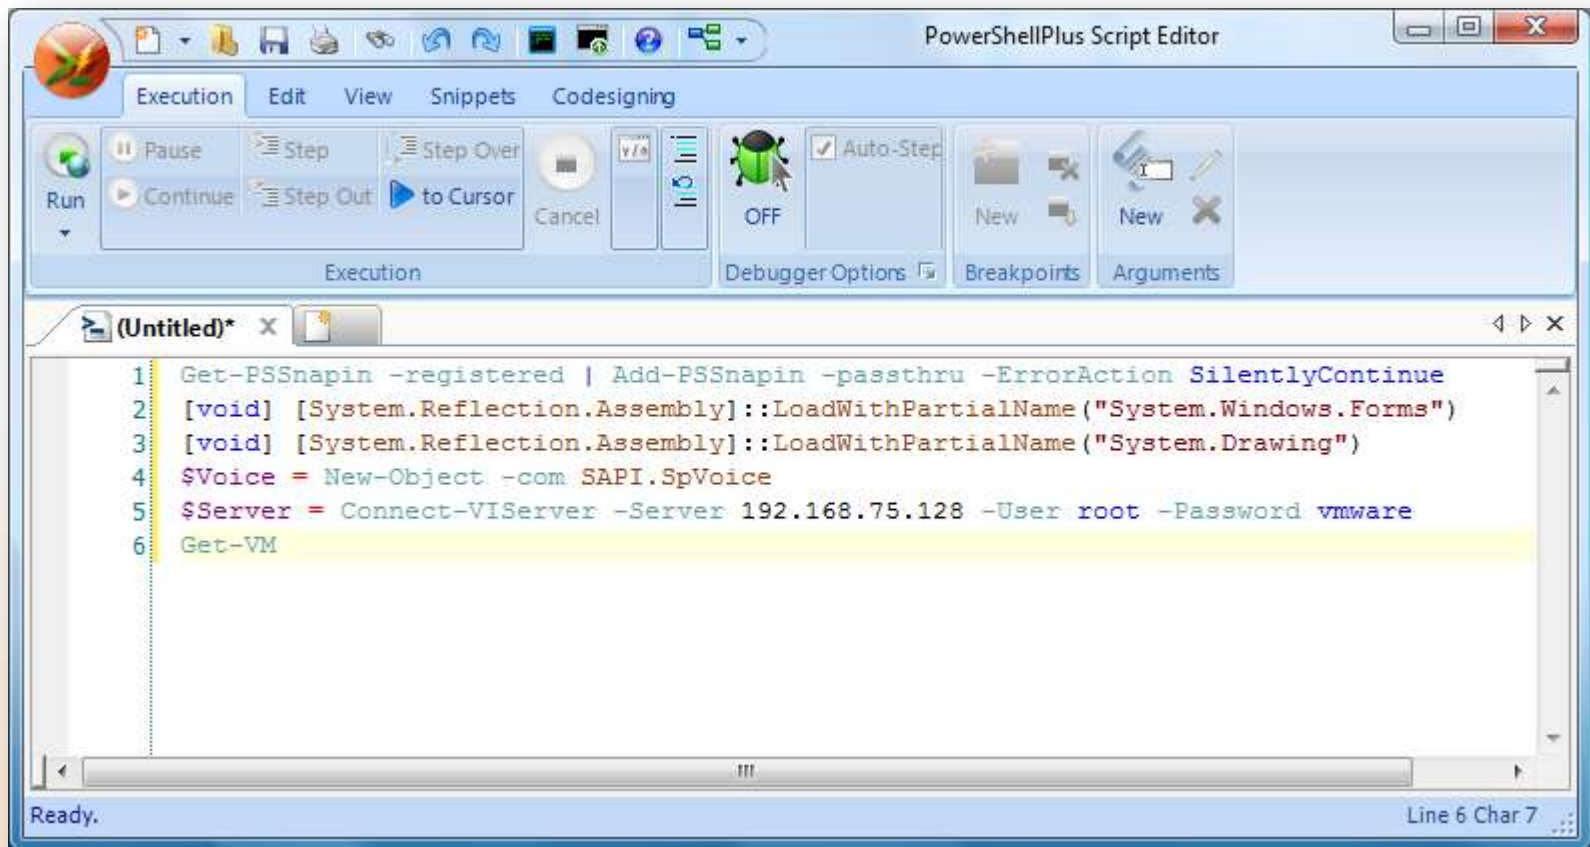 PowerShellPlus Script Editor
Execution Edit View Snippets Codesigning
Pause Step Step Over Auto-Step
Run Continue Step Out to Cursor Cancel OFF New New
Execution Debugger Options Breakpoints Arguments
(Untitled)*
1 Get-PSSnapin -registered | Add-PSSnapin -passthru -ErrorAction SilentlyContinue
2 [void] [System.Reflection.Assembly]::LoadWithPartialName("System.Windows.Forms")
3 [void] [System.Reflection.Assembly]::LoadWithPartialName("System.Drawing")
4 $Voice = New-Object -com SAPI.SpVoice
5 $Server = Connect-VIServer -Server 192.168.75.128 -User root -Password vmware
6 Get-VM
Ready. Line 6 Char 7